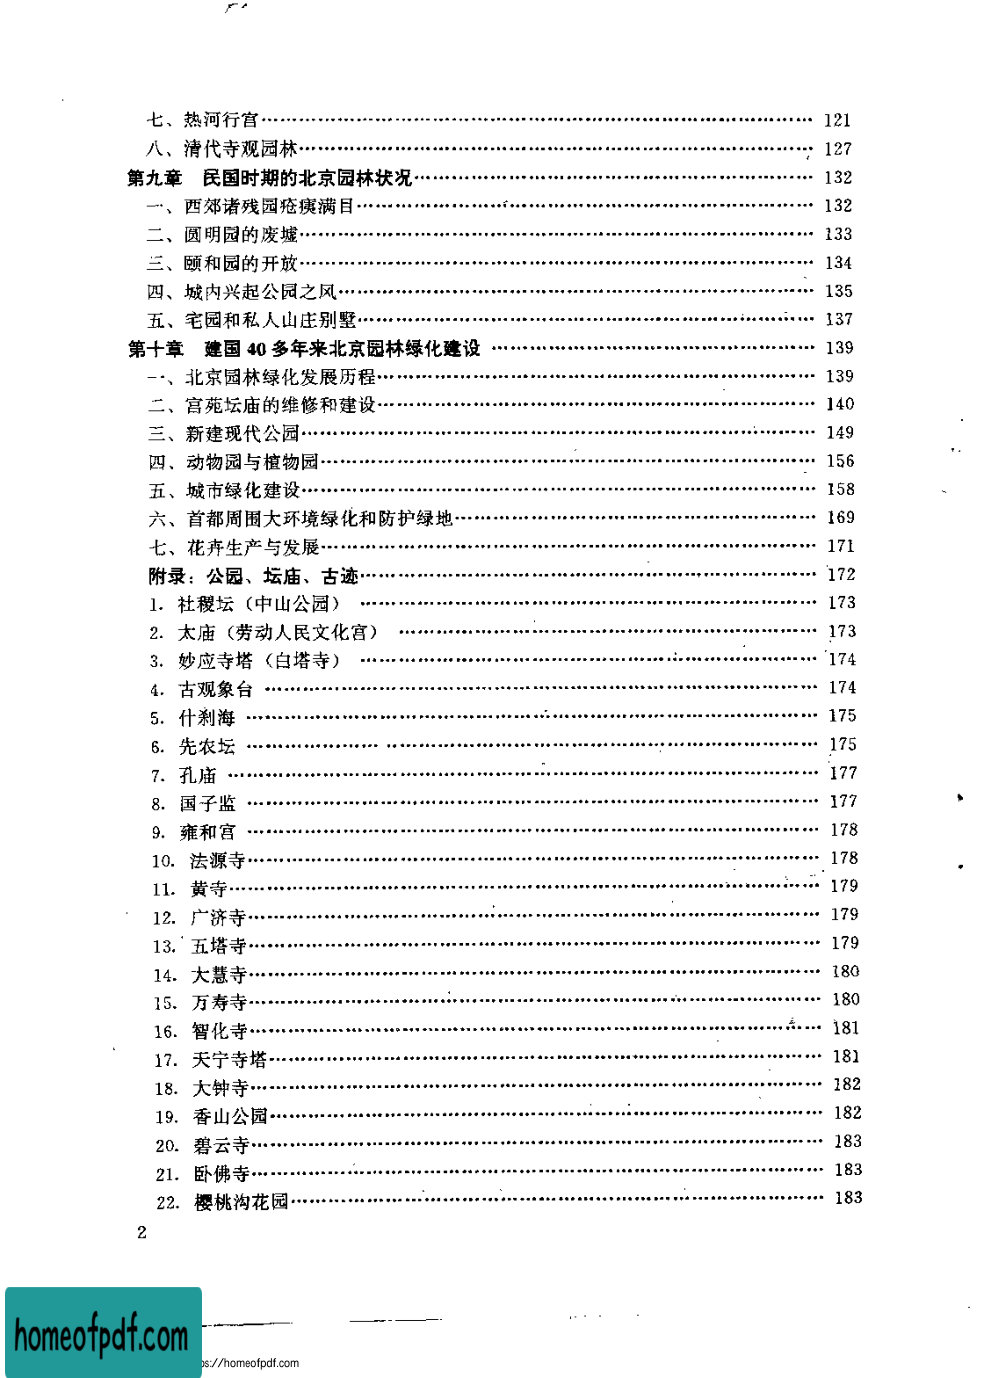 七、热河行宫…… 121
八、清代寺观园林…… 127
第九章 民国时期的北京园林状况…… 132
一、西郊诸残园疮痍满目…… 132
二、圆明园的废墟…… 133
三、颐和园的开放…… 134
四、城内兴起公园之风…… 135
五、宅园和私人山庄别墅…… 137
第十章 建国 40 多年来北京园林绿化建设 …… 139
一、北京园林绿化发展历程…… 139
二、宫苑坛庙的维修和建设…… 140
三、新建现代公园…… 149
四、动物园与植物园…… 156
五、城市绿化建设…… 158
六、首都周围大环境绿化和防护绿地…… 169
七、花卉生产与发展…… 171
附录：公园、坛庙、古迹…… 172
1. 社稷坛（中山公园） …… 173
2. 太庙（劳动人民文化宫） …… 173
3. 妙应寺塔（白塔寺） …… 174
4. 古观象台 …… 174
5. 什刹海 …… 175
6. 先农坛 …… 175
7. 孔庙 …… 177
8. 国子监 …… 177
9. 雍和宫 …… 178
10. 法源寺…… 178
11. 黄寺…… 179
12. 广济寺…… 179
13. 五塔寺…… 179
14. 大慧寺…… 180
15. 万寿寺…… 180
16. 智化寺…… 181
17. 天宁寺塔…… 181
18. 大钟寺…… 182
19. 香山公园…… 182
20. 碧云寺…… 183
21. 卧佛寺…… 183
22. 樱桃沟花园…… 183
2
homeofpdf.com
ps://homeofpdf.com